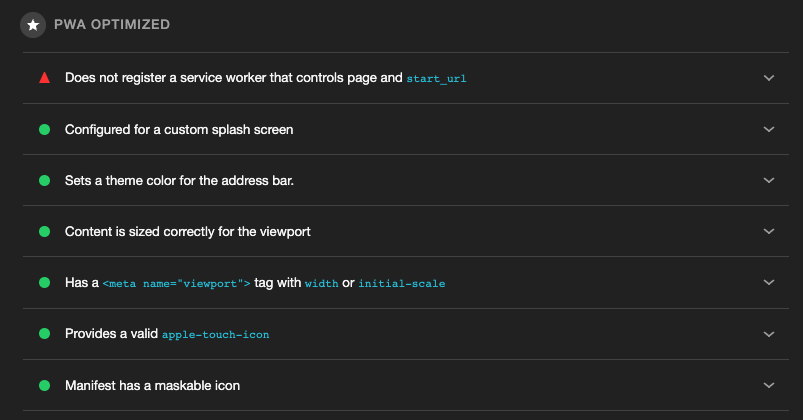 PWA OPTIMIZED
Does not register a service worker that controls page and start_url
Configured for a custom splash screen
Sets a theme color for the address bar.
Content is sized correctly for the viewport
Has a <meta name="viewport"> tag with width or initial-scale
Provides a valid apple-touch-icon
Manifest has a maskable icon